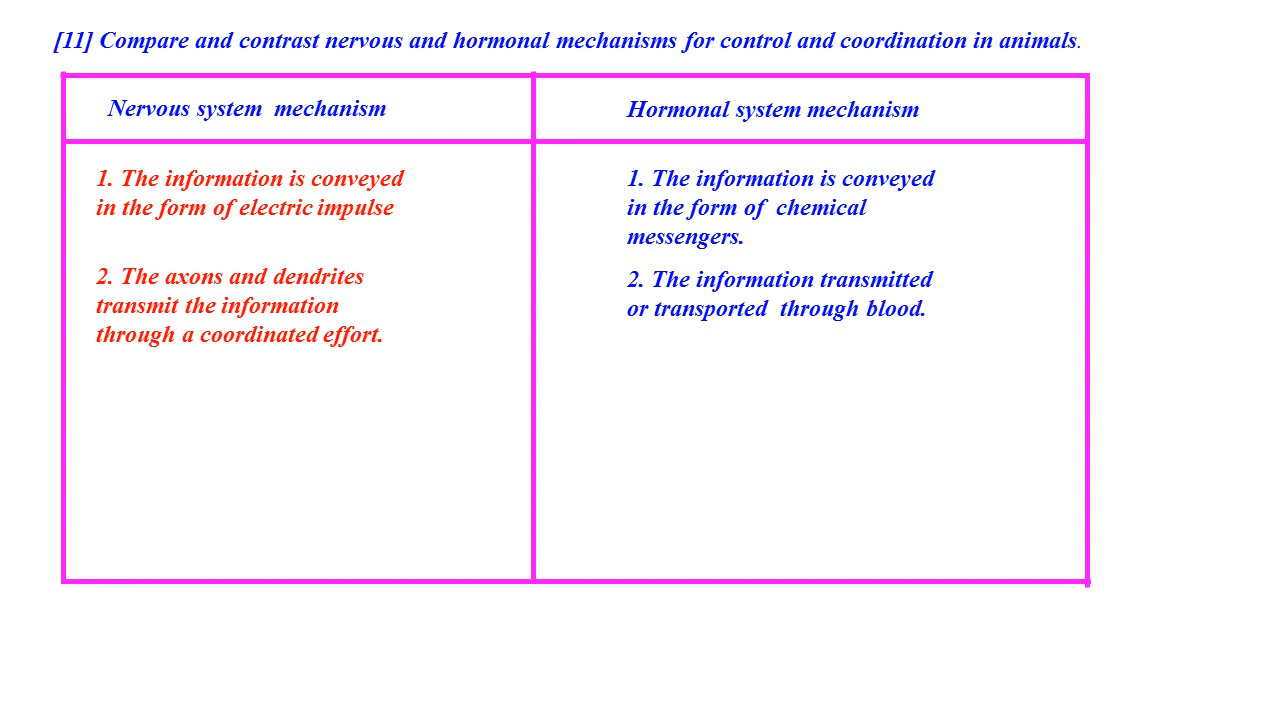 [11] Compare and contrast nervous and hormonal mechanisms for control and coordination in animals.
Nervous system mechanism
Hormonal system mechanism
1. The information is conveyed
in the form of electric impulse
2. The axons and dendrites
transmit the information
through a coordinated effort.
1. The information is conveyed
in the form of chemical
messengers.
2. The information transmitted
or transported through blood.